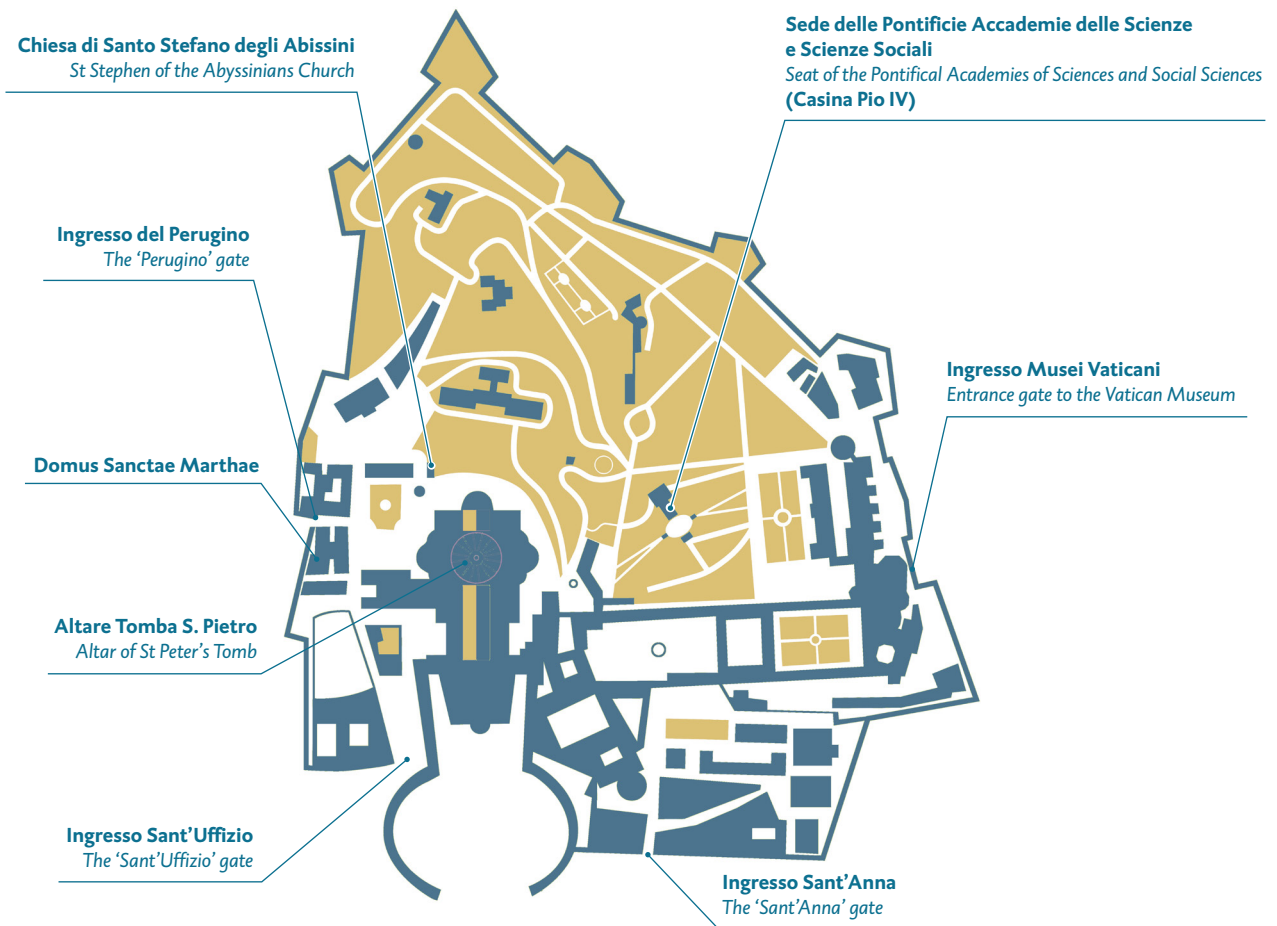 Chiesa di Santo Stefano degli Abissini
St Stephen of the Abyssinians Church
Sede delle Pontificie Accademie delle Scienze
e Scienze Sociali
Seat of the Pontifical Academies of Sciences and Social Sciences
(Casina Pio IV)
Ingresso del Perugino
The ‘Perugino’ gate
Ingresso Musei Vaticani
Entrance gate to the Vatican Museum
Domus Sanctae Marthae
Altare Tomba S. Pietro
Altar of St Peter’s Tomb
Ingresso Sant’Uffizio
The ‘Sant’Uffizio’ gate
Ingresso Sant’Anna
The ‘Sant’Anna’ gate